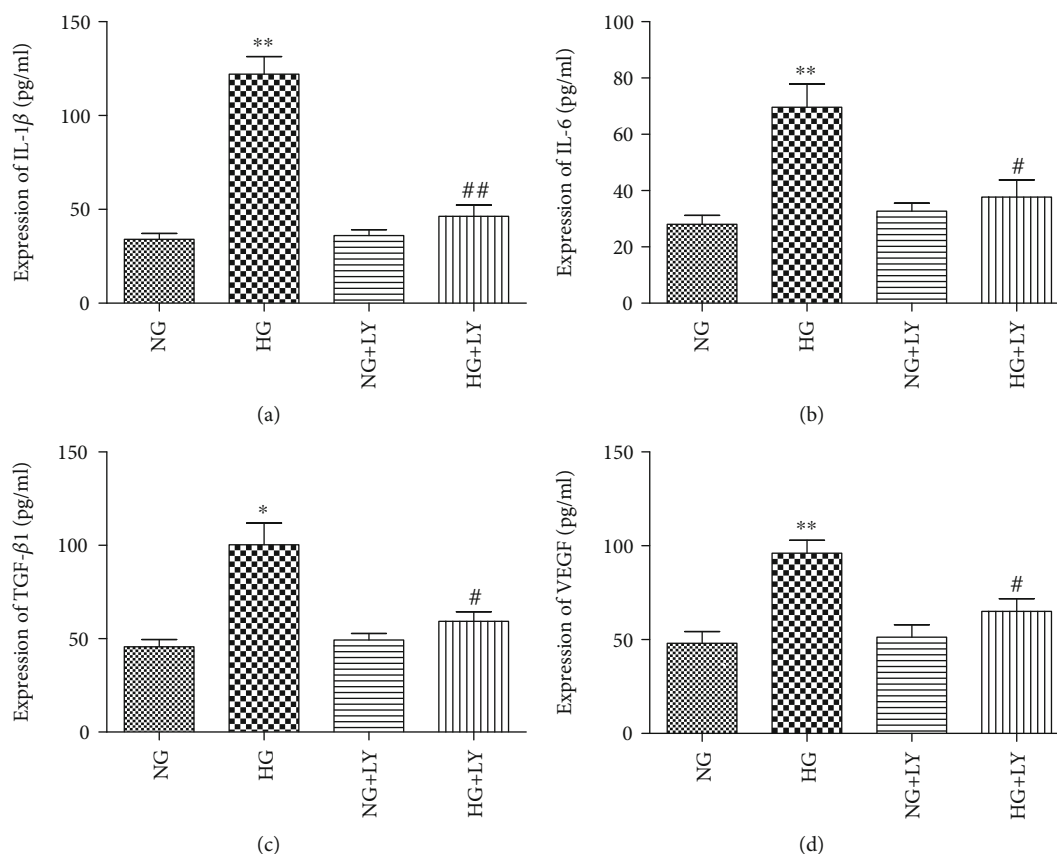 Expression of IL-1β (pg/ml)
150
100
50
0
**
##
NG
HG
NG+LY
HG+LY
(a)
Expression of IL-6 (pg/ml)
100
80
60
40
20
0
**
#
NG
HG
NG+LY
HG+LY
(b)
Expression of TGF-β1 (pg/ml)
150
100
50
0
*
#
NG
HG
NG+LY
HG+LY
(c)
Expression of VEGF (pg/ml)
150
100
50
0
**
#
NG
HG
NG+LY
HG+LY
(d)